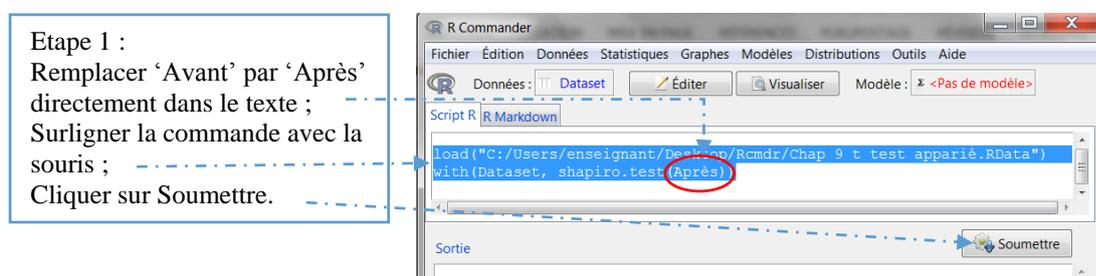 Etape 1 :
Remplacer ‘Avant’ par ‘Après’
directement dans le texte ;
Surligner la commande avec la
souris ;
Cliquer sur Soumettre.
R Commander
Fichier Édition Données Statistiques Graphes Modèles Distributions Outils Aide
Données : Dataset Éditer Visualiser Modèle : Σ <Pas de modèle>
Script R R Markdown
load("C:/Users/enseignant/Desktop/Rcmdr/Chap 9 t test apparié.RData")
with(Dataset, shapiro.test(Après))
Soumettre
Sortie